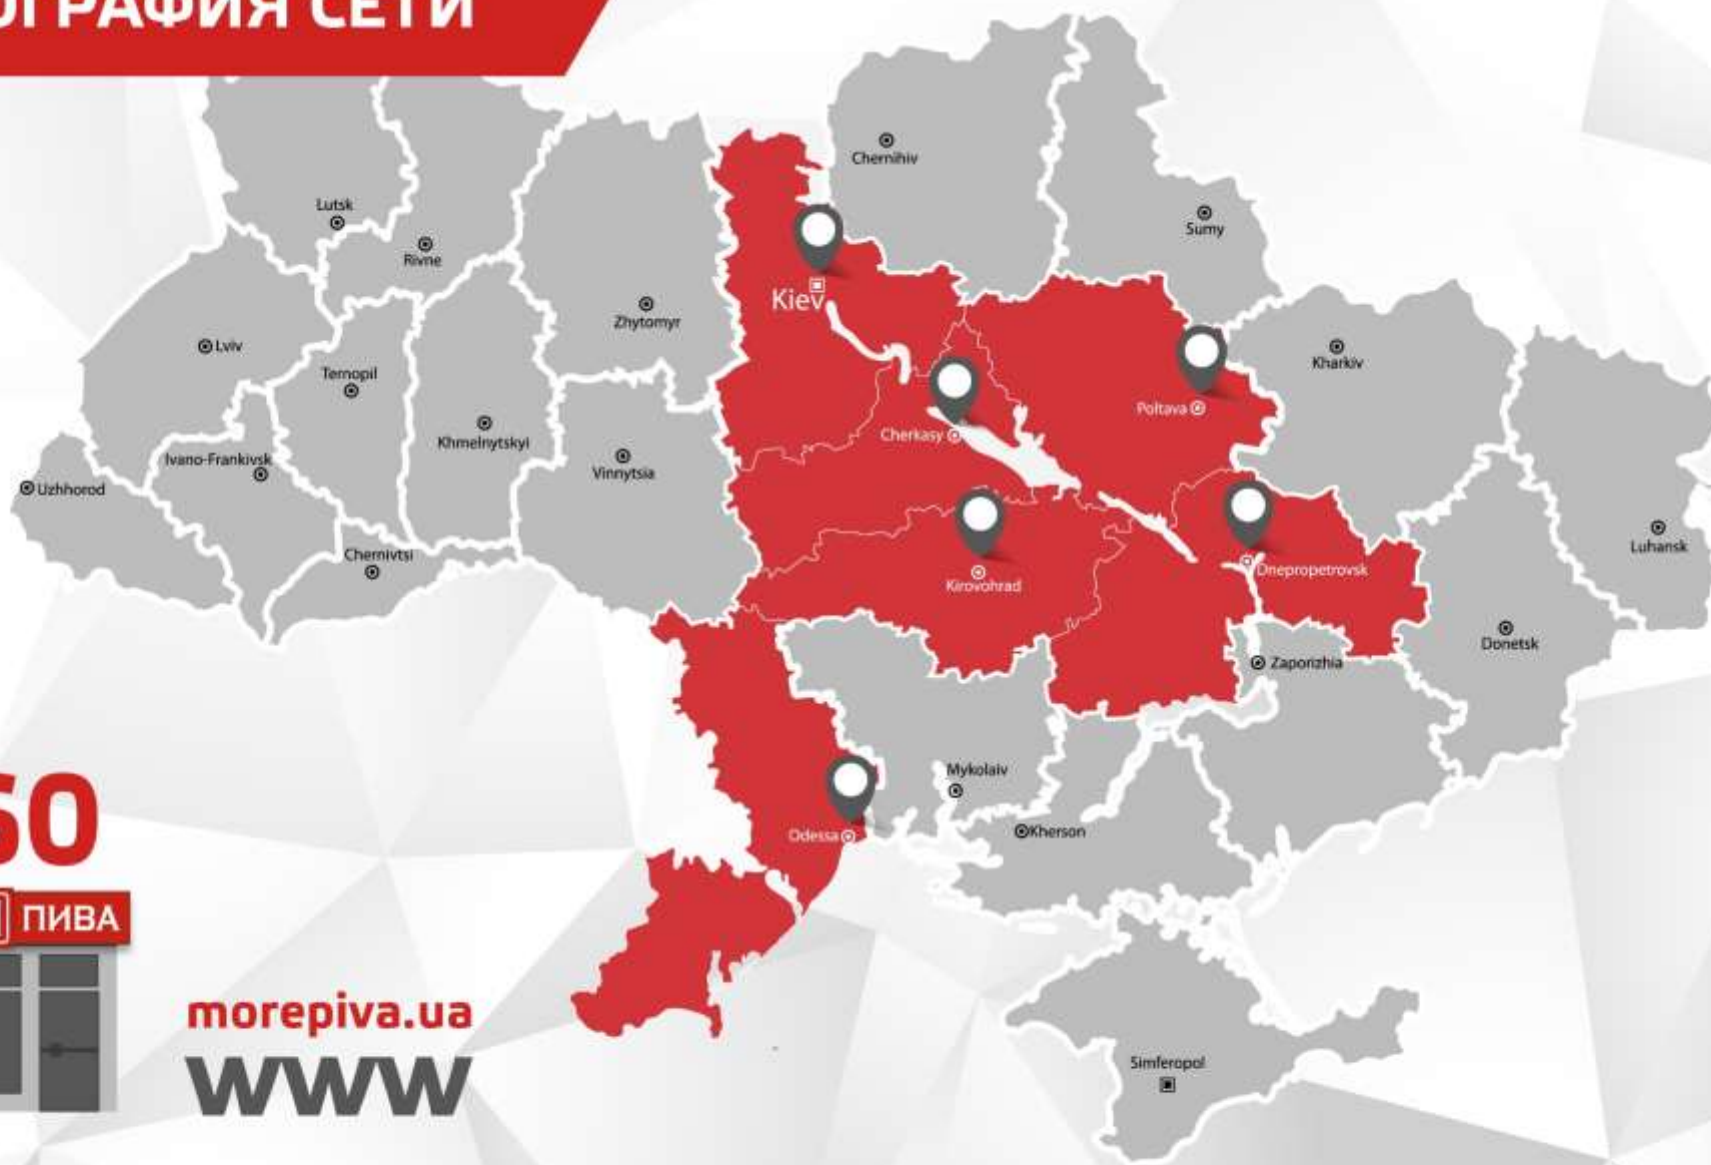 ОГРАФИЯ СЕТИ
Chernihiv
Lutsk
Rivne
Sumy
Kiev
Zhytomyr
Lviv
Ternopil
Kharkiv
Poltava
Khmelnytskyi
Cherkasy
Ivano-Frankivsk
Vinnytsia
Uzhhorod
Chernivtsi
Luhansk
Dnepropetrovsk
Kirovohrad
Donetsk
Zaporizhia
Mykolaiv
Odessa
Kherson
60
ПИВА
morepiva.ua
www
Simferopol